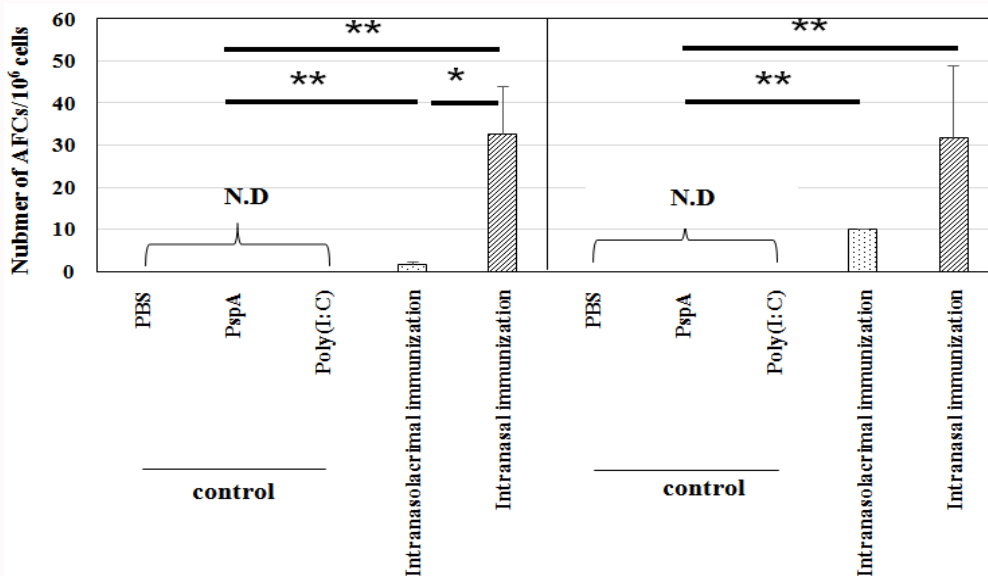 Nubmer of AFCs/10⁶ cells
60
50
40
30
20
10
0
**
**
*
N.D
**
**
N.D
PBS
PspA
Poly(I:C)
Intranasolacrimal immunization
Intranasal immunization
PBS
PspA
Poly(I:C)
Intranasolacrimal immunization
Intranasal immunization
control
control